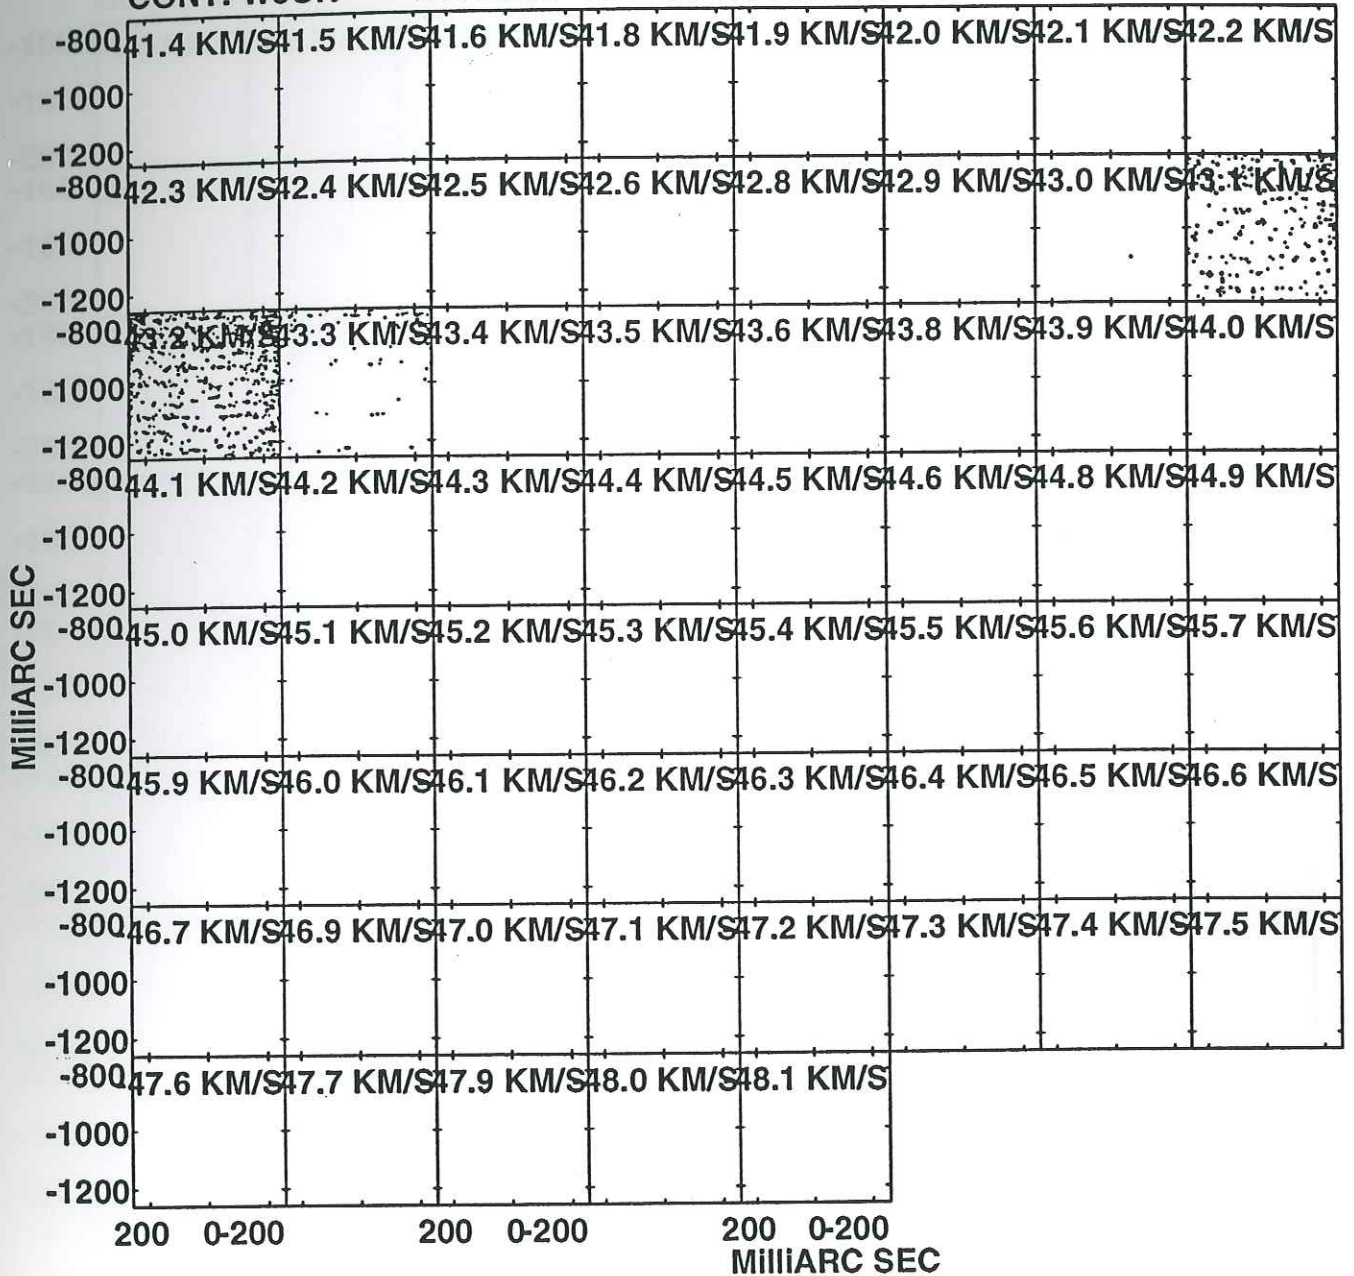 -800 41.4 KM/S 41.5 KM/S 41.6 KM/S 41.8 KM/S 41.9 KM/S 42.0 KM/S 42.1 KM/S 42.2 KM/S
-1000
-1200
-800 42.3 KM/S 42.4 KM/S 42.5 KM/S 42.6 KM/S 42.8 KM/S 42.9 KM/S 43.0 KM/S 43.1 KM/S
-1000
-1200
-800 43.2 KM/S 43.3 KM/S 43.4 KM/S 43.5 KM/S 43.6 KM/S 43.8 KM/S 43.9 KM/S 44.0 KM/S
-1000
-1200
-800 44.1 KM/S 44.2 KM/S 44.3 KM/S 44.4 KM/S 44.5 KM/S 44.6 KM/S 44.8 KM/S 44.9 KM/S
-1000
MilliARC SEC
-1200
-800 45.0 KM/S 45.1 KM/S 45.2 KM/S 45.3 KM/S 45.4 KM/S 45.5 KM/S 45.6 KM/S 45.7 KM/S
-1000
-1200
-800 45.9 KM/S 46.0 KM/S 46.1 KM/S 46.2 KM/S 46.3 KM/S 46.4 KM/S 46.5 KM/S 46.6 KM/S
-1000
-1200
-800 46.7 KM/S 46.9 KM/S 47.0 KM/S 47.1 KM/S 47.2 KM/S 47.3 KM/S 47.4 KM/S 47.5 KM/S
-1000
-1200
-800 47.6 KM/S 47.7 KM/S 47.9 KM/S 48.0 KM/S 48.1 KM/S
-1000
-1200
200 0-200 200 0-200 200 0-200
MilliARC SEC